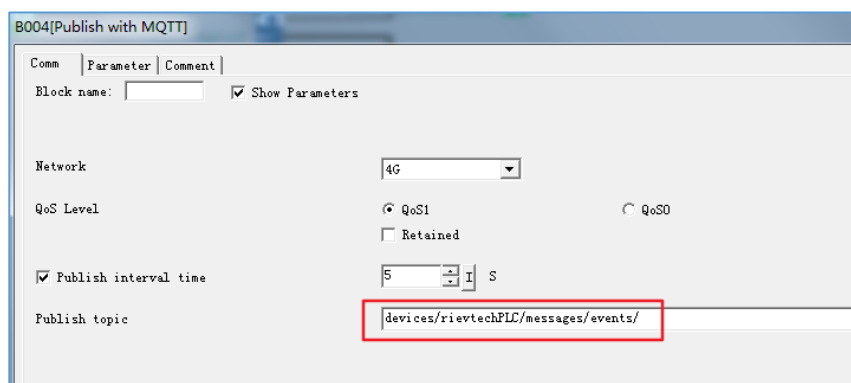 B004[Publish with MQTT]
Comm Parameter Comment
Block name: Show Parameters
Network 4G
QoS Level QoS1 QoS0
Retained
Publish interval time 5 I S
Publish topic devices/rievtechPLC/messages/events/